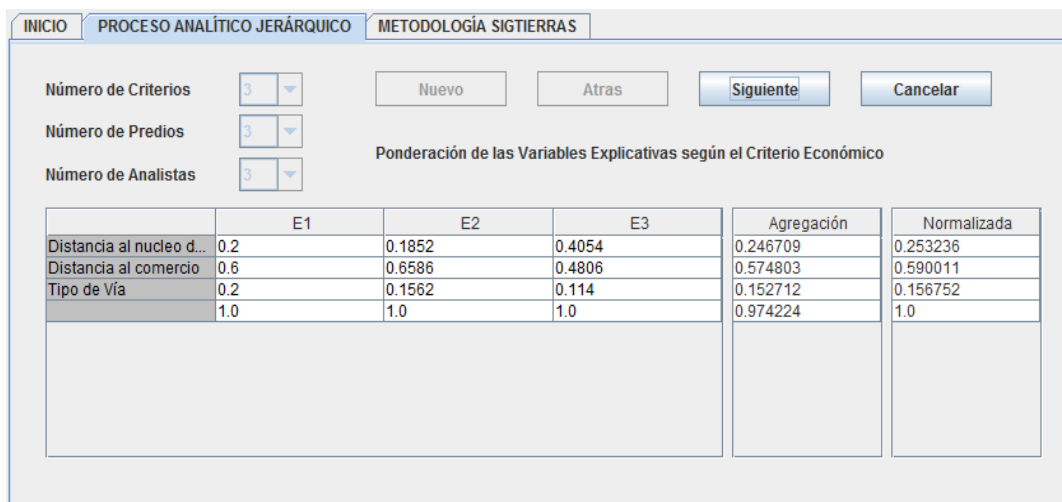 INICIO PROCESO ANALÍTICO JERÁRQUICO METODOLOGÍA SIGTIERRAS
Número de Criterios 3 Nuevo Atras Siguiente Cancelar
Número de Predios 3
Ponderación de las Variables Explicativas según el Criterio Económico
Número de Analistas 3
E1 E2 E3 Agregación Normalizada
Distancia al nucleo d... 0.2 0.1852 0.4054 0.246709 0.253236
Distancia al comercio 0.6 0.6586 0.4806 0.574803 0.590011
Tipo de Vía 0.2 0.1562 0.114 0.152712 0.156752
1.0 1.0 1.0 0.974224 1.0